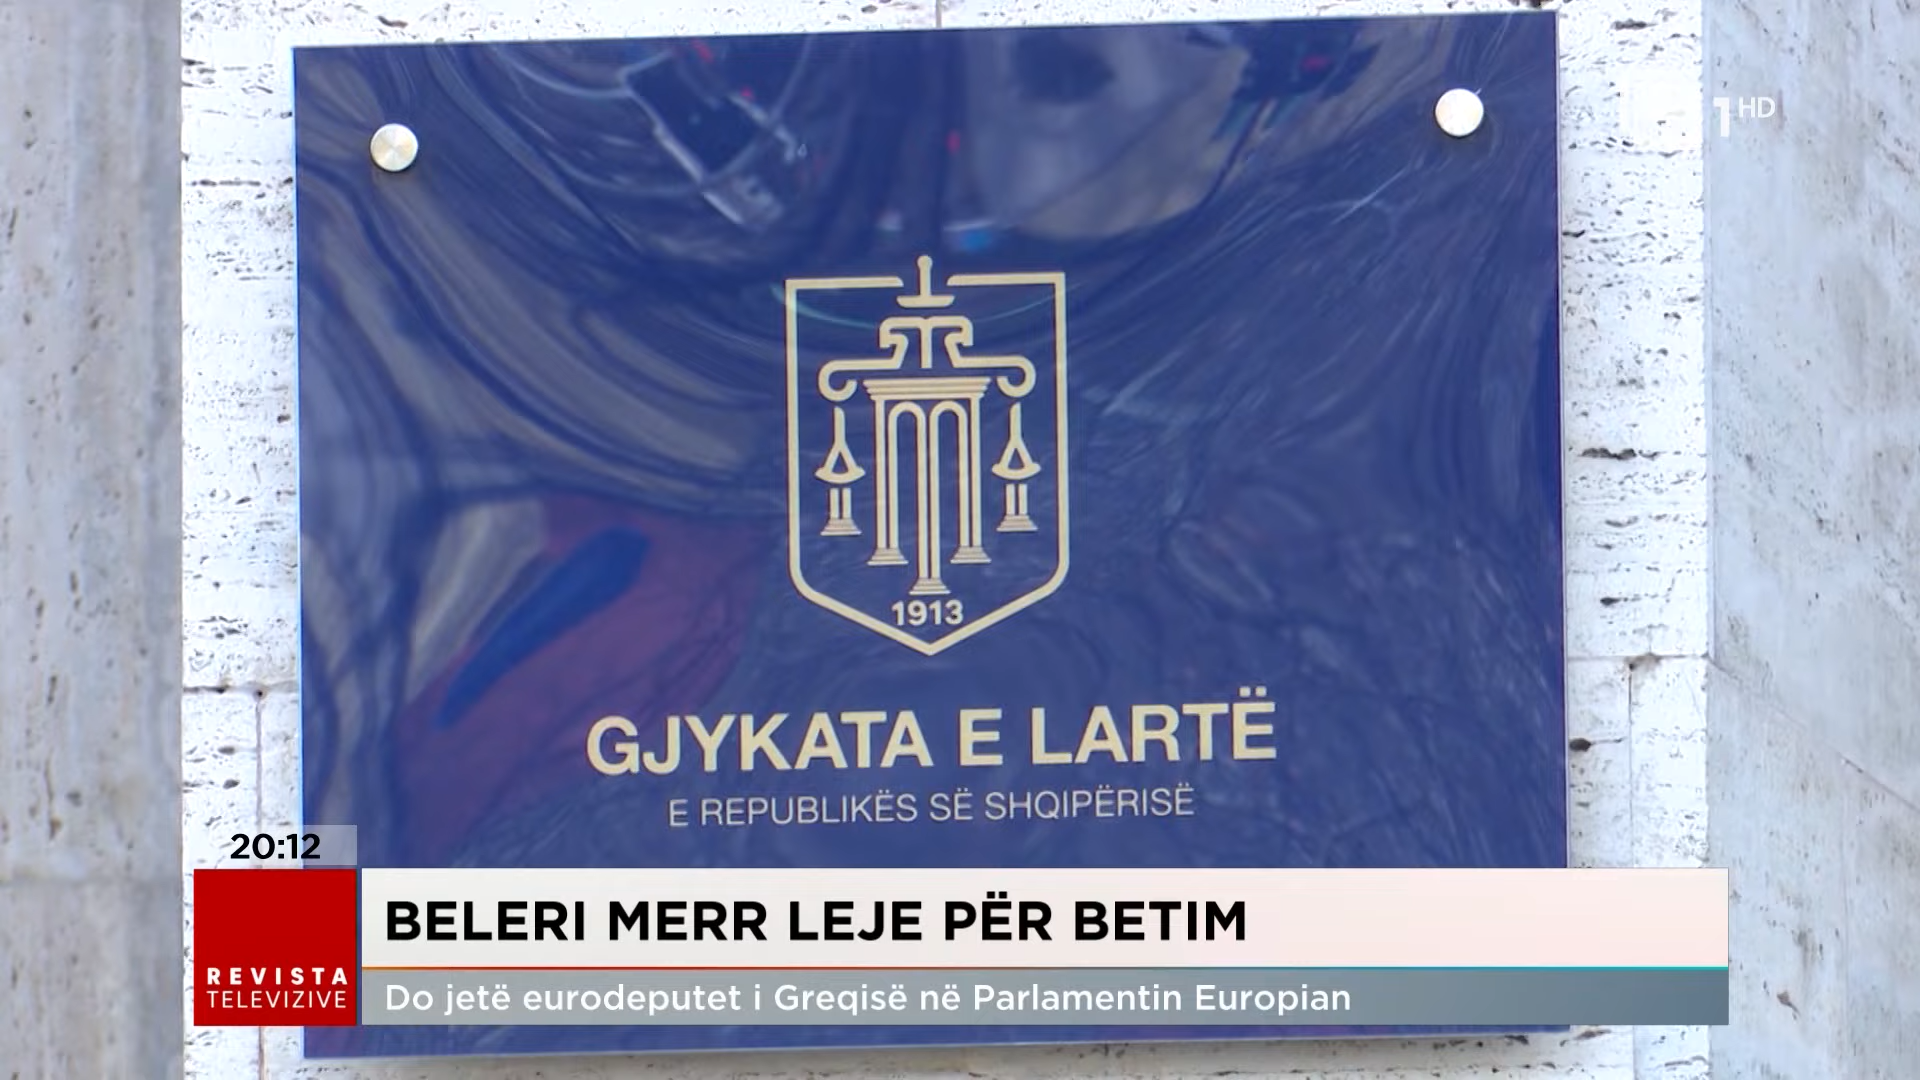 1 HD
1913
GJYKATA E LARTË
E REPUBLIKËS SË SHQIPËRISË
20:12
BELERI MERR LEJE PËR BETIM
REVISTA
TELEVIZIVE
Do jetë eurodeputet i Greqisë në Parlamentin Europian